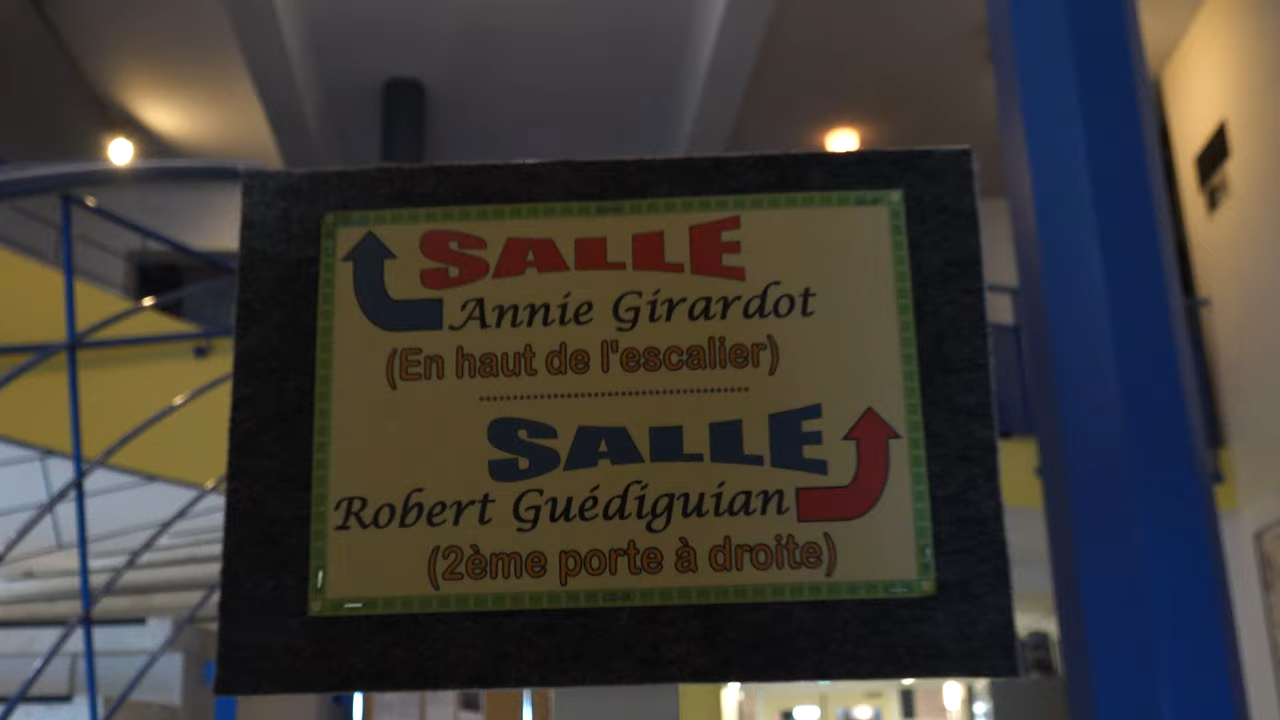 SALLE
Annie Girardot
(En haut de l'escalier)
SALLE
Robert Guédiguian
(2ème porte à droite)